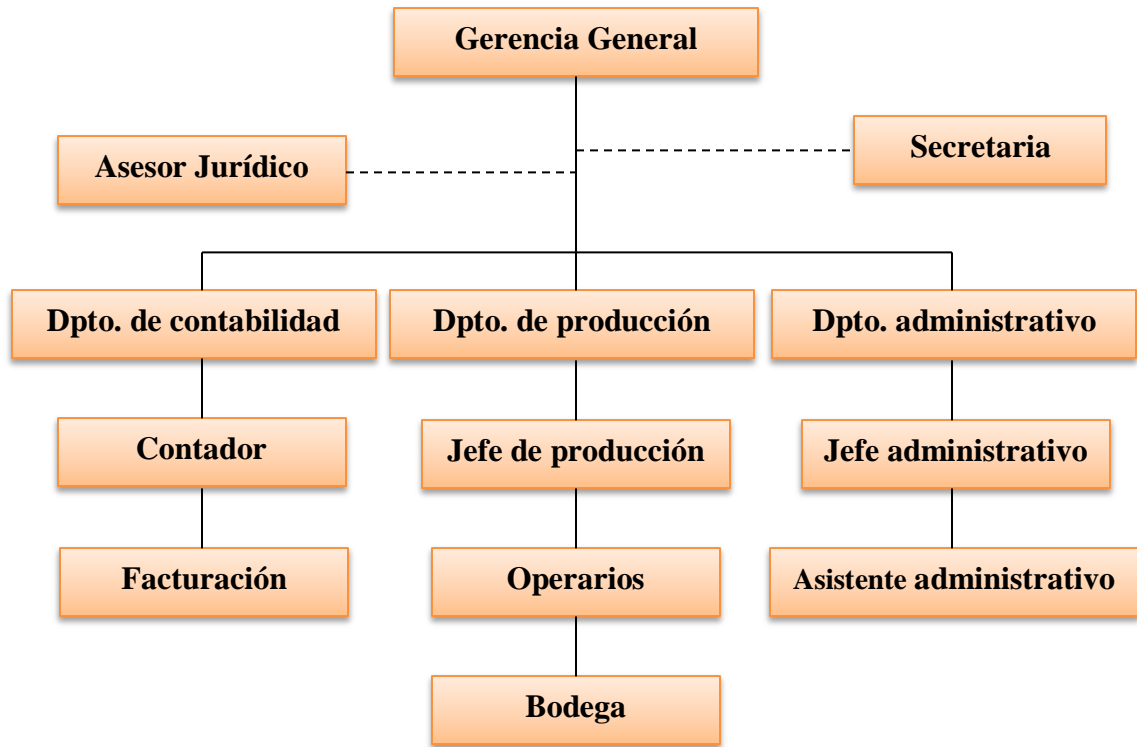 Gerencia General
Asesor Jurídico
Secretaria
Dpto. de contabilidad
Dpto. de producción
Dpto. administrativo
Contador
Jefe de producción
Jefe administrativo
Facturación
Operarios
Asistente administrativo
Bodega